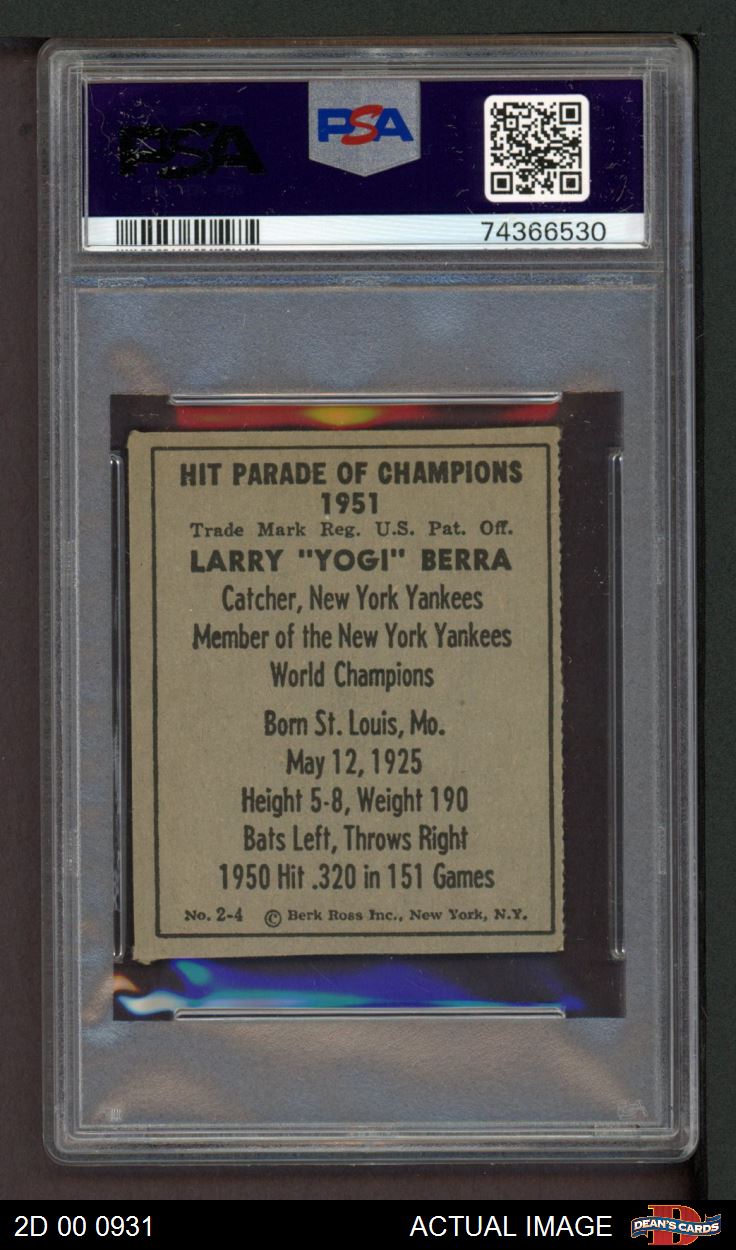 PSA
PSA
74366530
HIT PARADE OF CHAMPIONS
1951
Trade Mark Reg. U.S. Pat. Off.
LARRY "YOGI" BERRA
Catcher, New York Yankees
Member of the New York Yankees
World Champions
Born St. Louis, Mo.
May 12, 1925
Height 5-8, Weight 190
Bats Left, Throws Right
1950 Hit .320 in 151 Games
No. 2-4 © Berk Ross Inc., New York, N.Y.
2D 00 0931 ACTUAL IMAGE DEAN'S CARDS